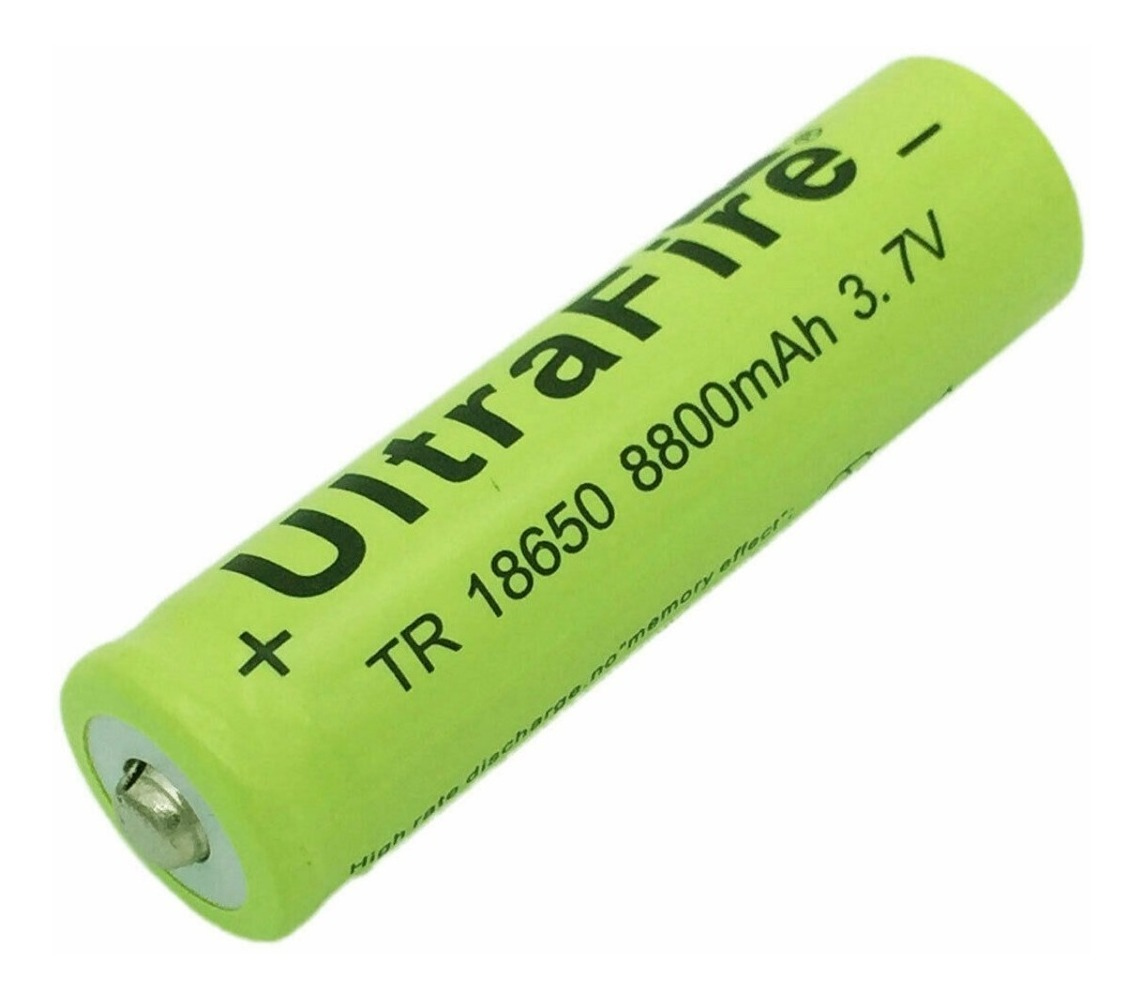 UltraFire®
+ −
TR 18650 8800mAh 3.7V
High rate discharge.no"memory effect".